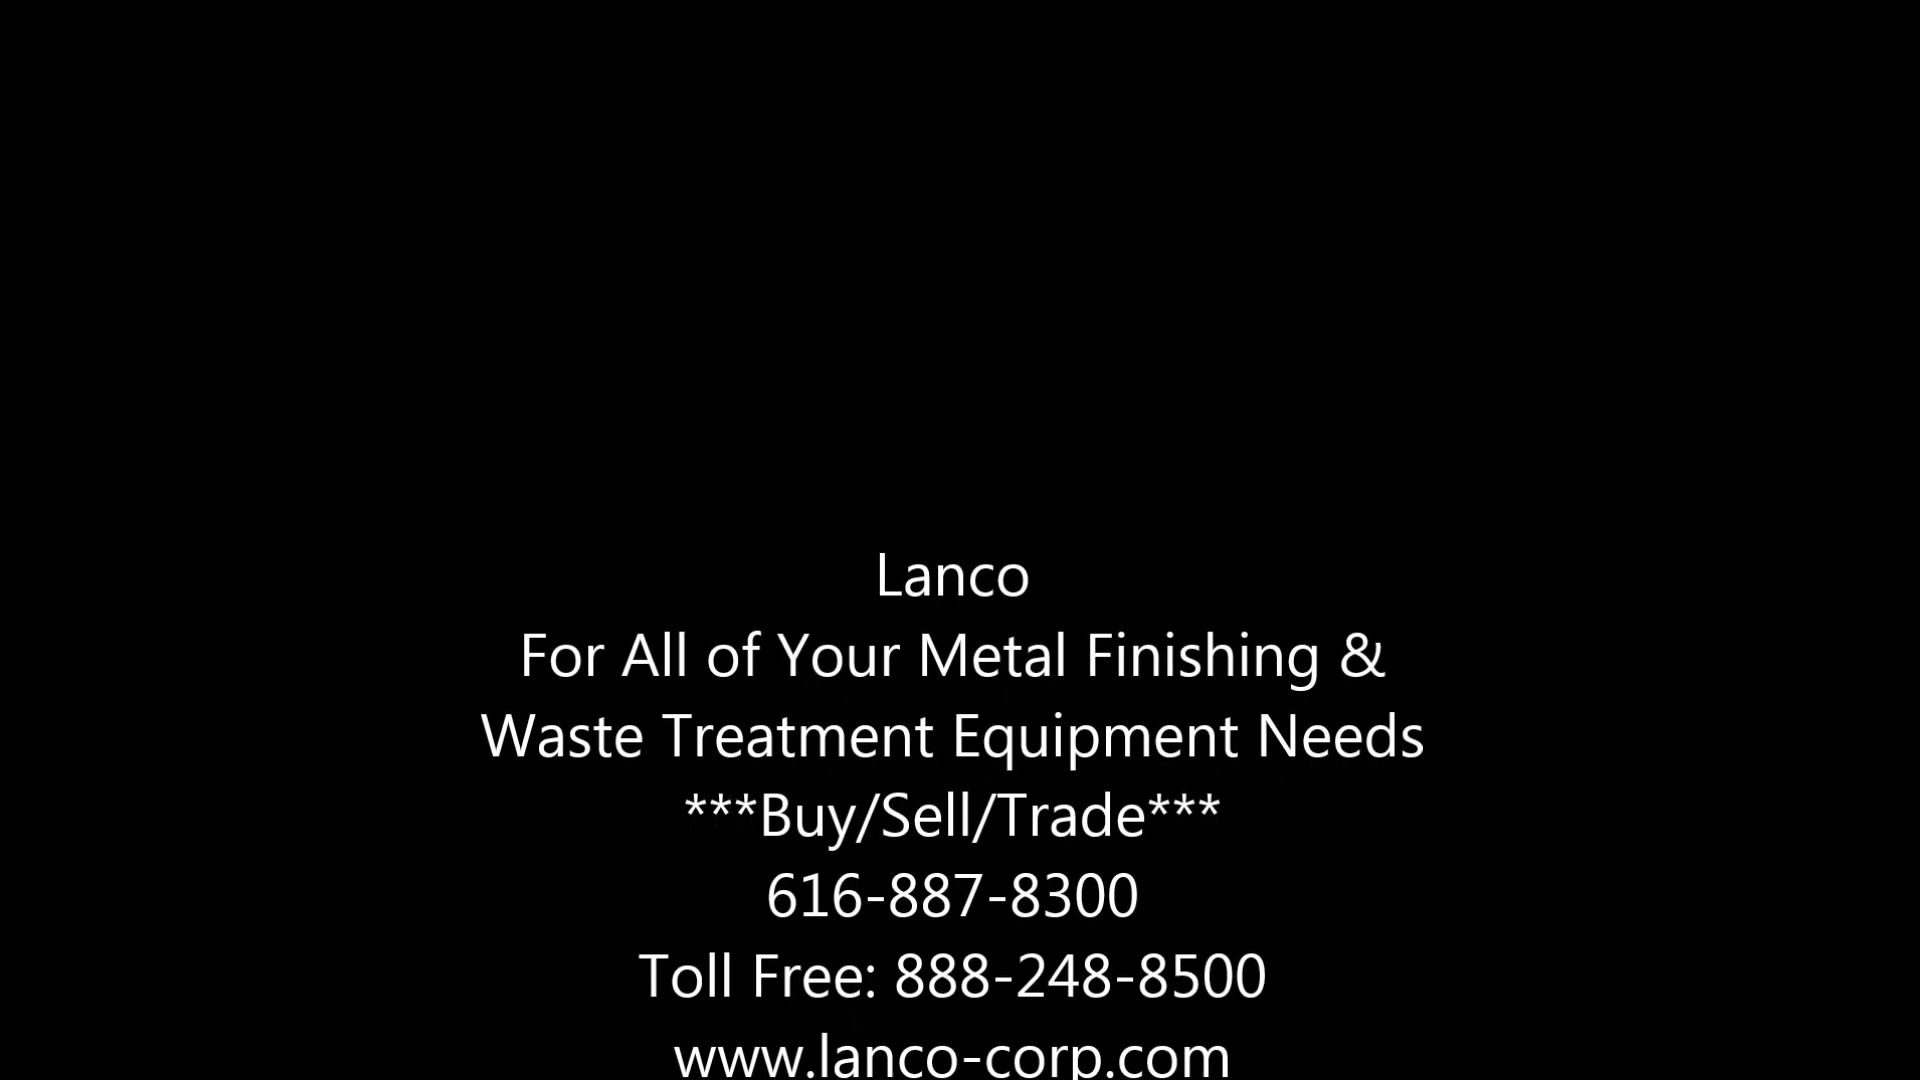 Lanco
For All of Your Metal Finishing &
Waste Treatment Equipment Needs
***Buy/Sell/Trade***
616-887-8300
Toll Free: 888-248-8500
www.lanco-corp.com